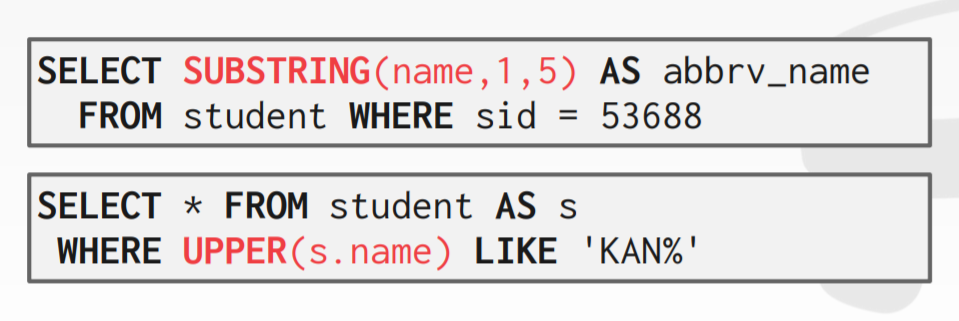 SELECT SUBSTRING(name,1,5) AS abbrv_name
FROM student WHERE sid = 53688
SELECT * FROM student AS s
WHERE UPPER(s.name) LIKE 'KAN%'